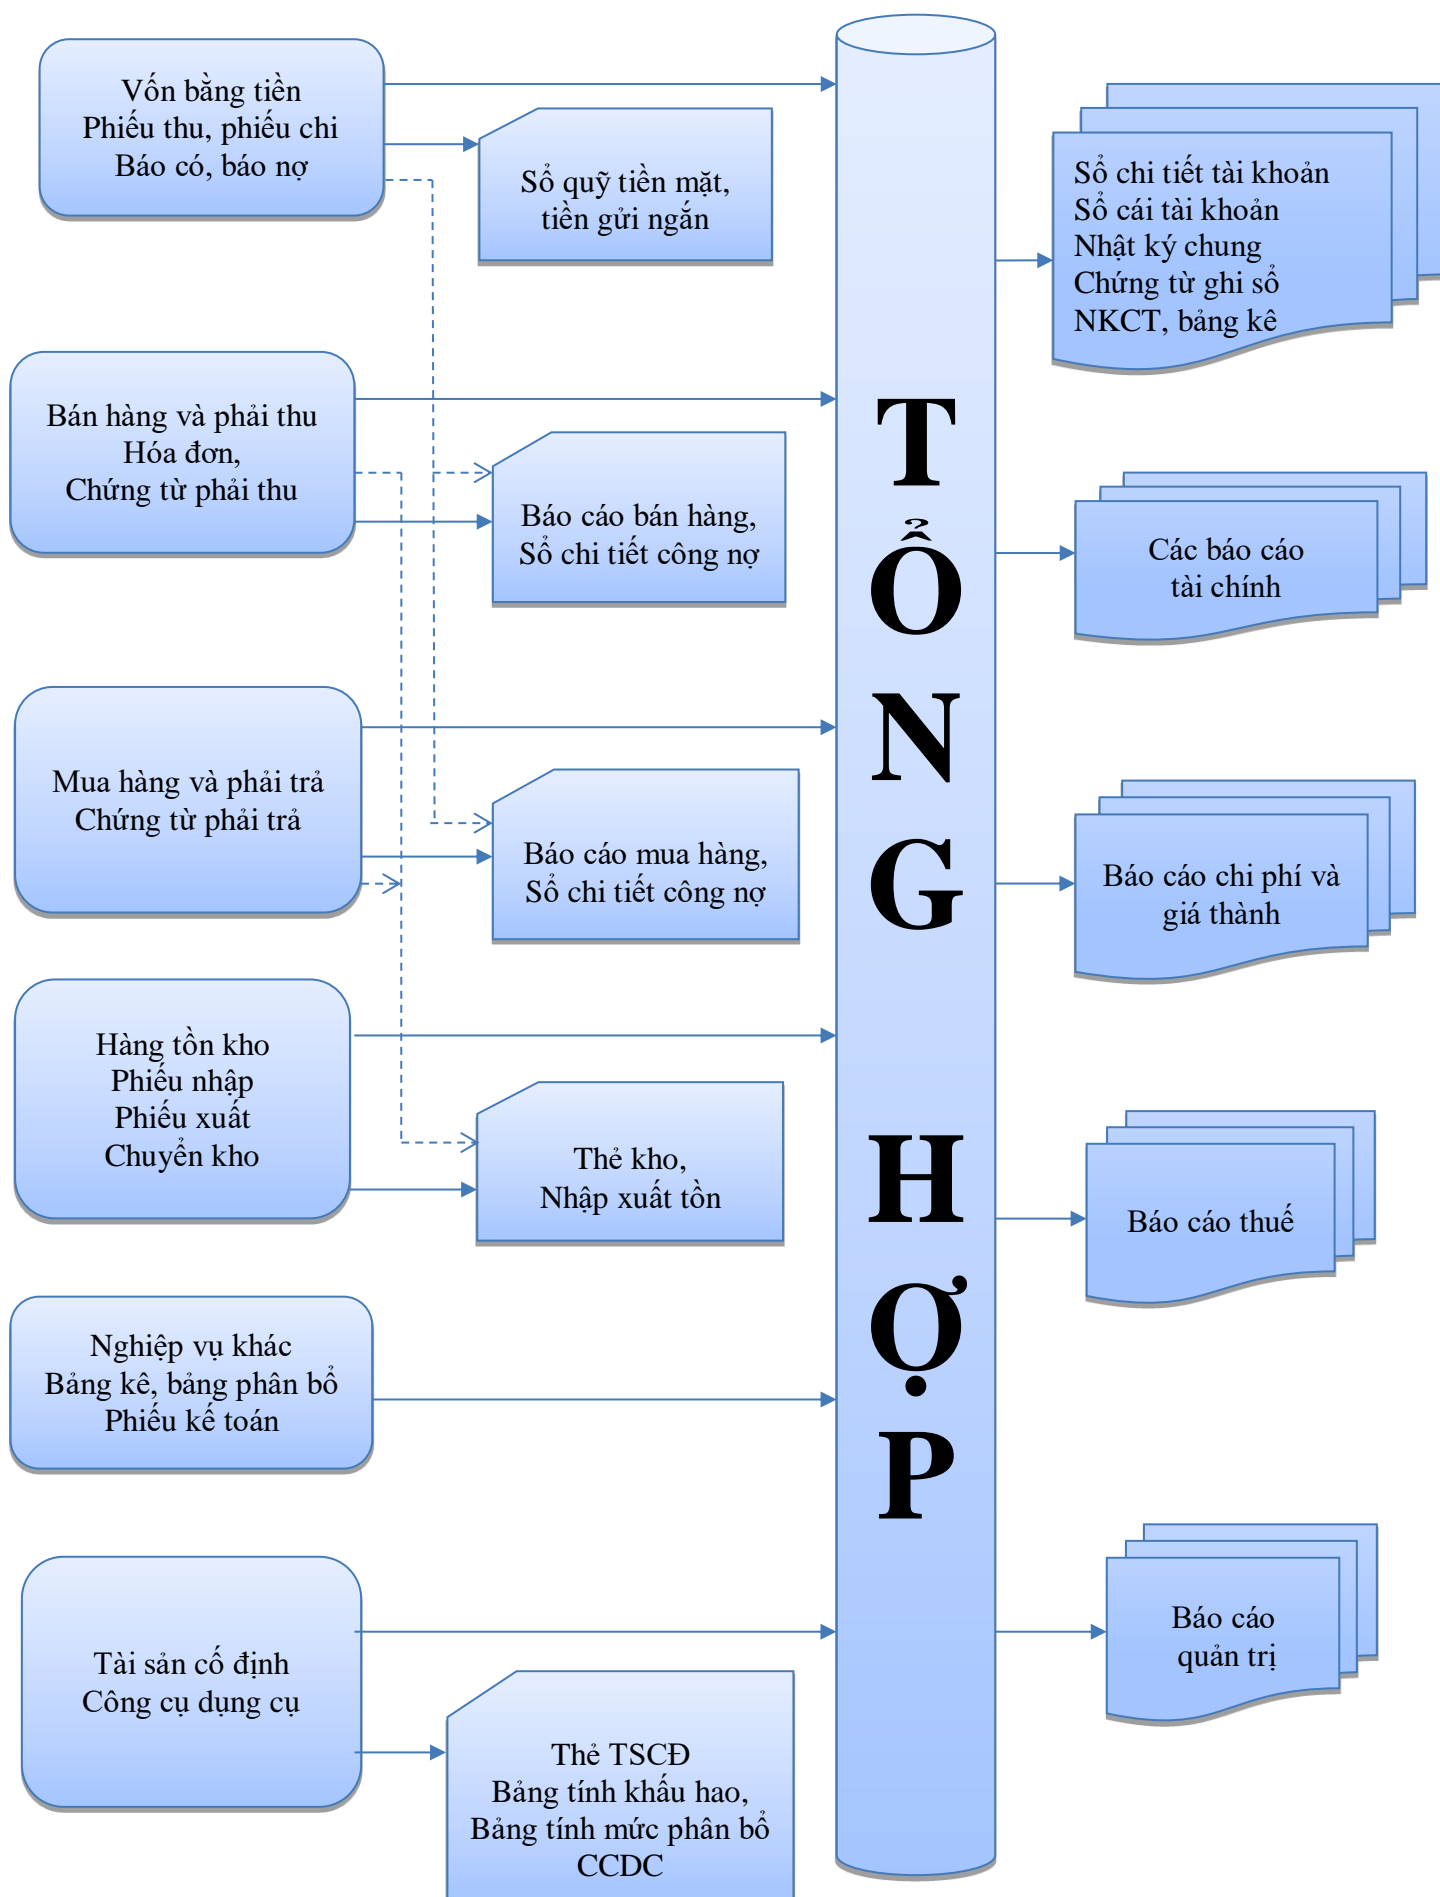 Vốn bằng tiền
Phiếu thu, phiếu chi
Báo có, báo nợ
Sổ quỹ tiền mặt,
tiền gửi ngắn
Bán hàng và phải thu
Hóa đơn,
Chứng từ phải thu
Báo cáo bán hàng,
Sổ chi tiết công nợ
Mua hàng và phải trả
Chứng từ phải trả
Báo cáo mua hàng,
Sổ chi tiết công nợ
Hàng tồn kho
Phiếu nhập
Phiếu xuất
Chuyển kho
Thẻ kho,
Nhập xuất tồn
Nghiệp vụ khác
Bảng kê, bảng phân bổ
Phiếu kế toán
Tài sản cố định
Công cụ dụng cụ
Thẻ TSCĐ
Bảng tính khấu hao,
Bảng tính mức phân bổ
CCDC
T
Ổ
N
G
H
Ợ
P
Sổ chi tiết tài khoản
Sổ cái tài khoản
Nhật ký chung
Chứng từ ghi sổ
NKCT, bảng kê
Các báo cáo
tài chính
Báo cáo chi phí và
giá thành
Báo cáo thuế
Báo cáo
quản trị